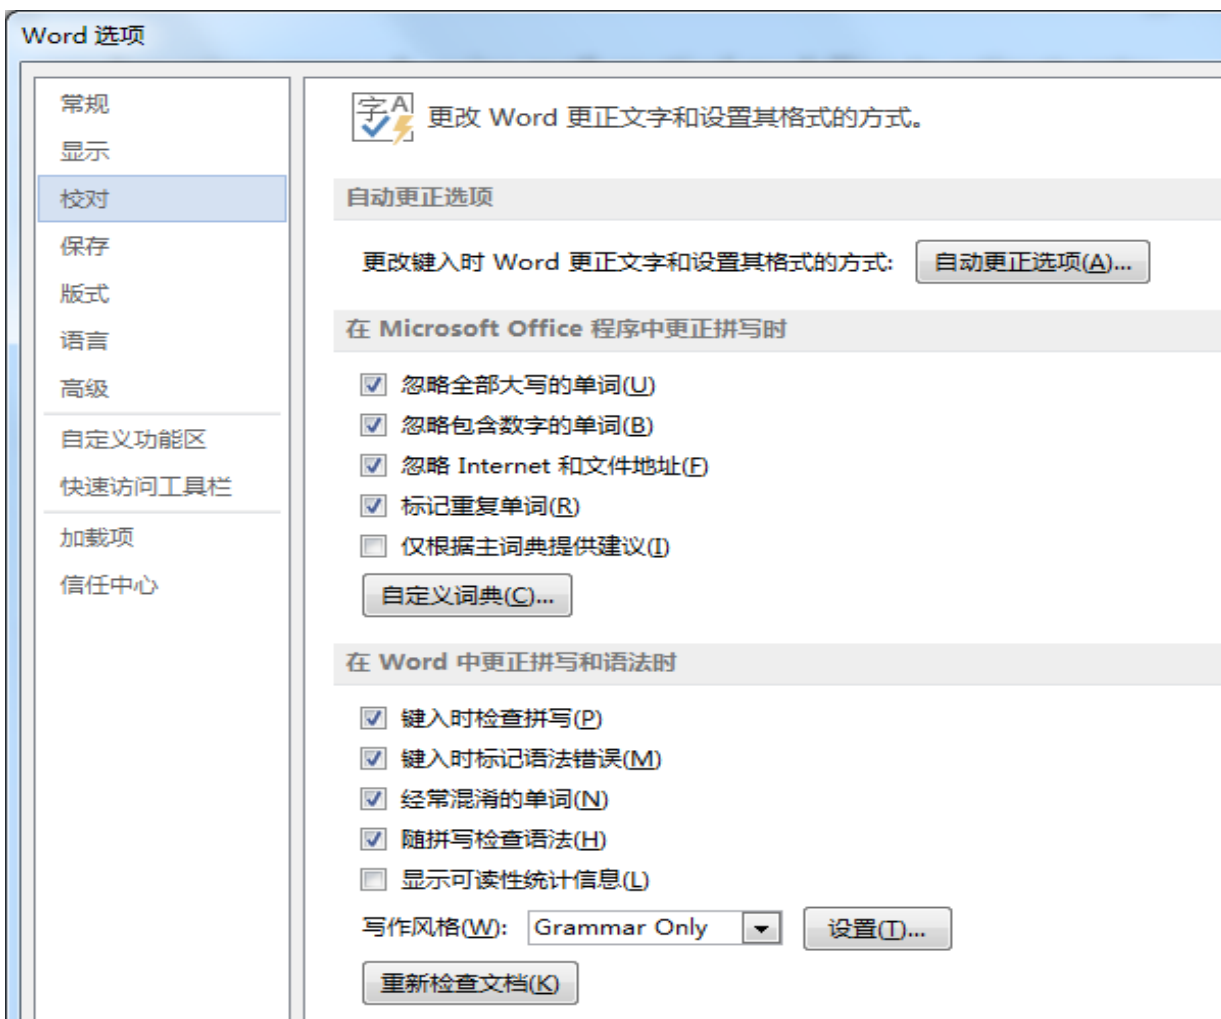 Word 选项
常规
显示
校对
保存
版式
语言
高级
自定义功能区
快速访问工具栏
加载项
信任中心
字A
更改 Word 更正文字和设置其格式的方式。
自动更正选项
更改键入时 Word 更正文字和设置其格式的方式: 自动更正选项(A)...
在 Microsoft Office 程序中更正拼写时
忽略全部大写的单词(U)
忽略包含数字的单词(B)
忽略 Internet 和文件地址(F)
标记重复单词(R)
仅根据主词典提供建议(I)
自定义词典(C)...
在 Word 中更正拼写和语法时
键入时检查拼写(P)
键入时标记语法错误(M)
经常混淆的单词(N)
随拼写检查语法(H)
显示可读性统计信息(L)
写作风格(W): Grammar Only 设置(T)...
重新检查文档(K)